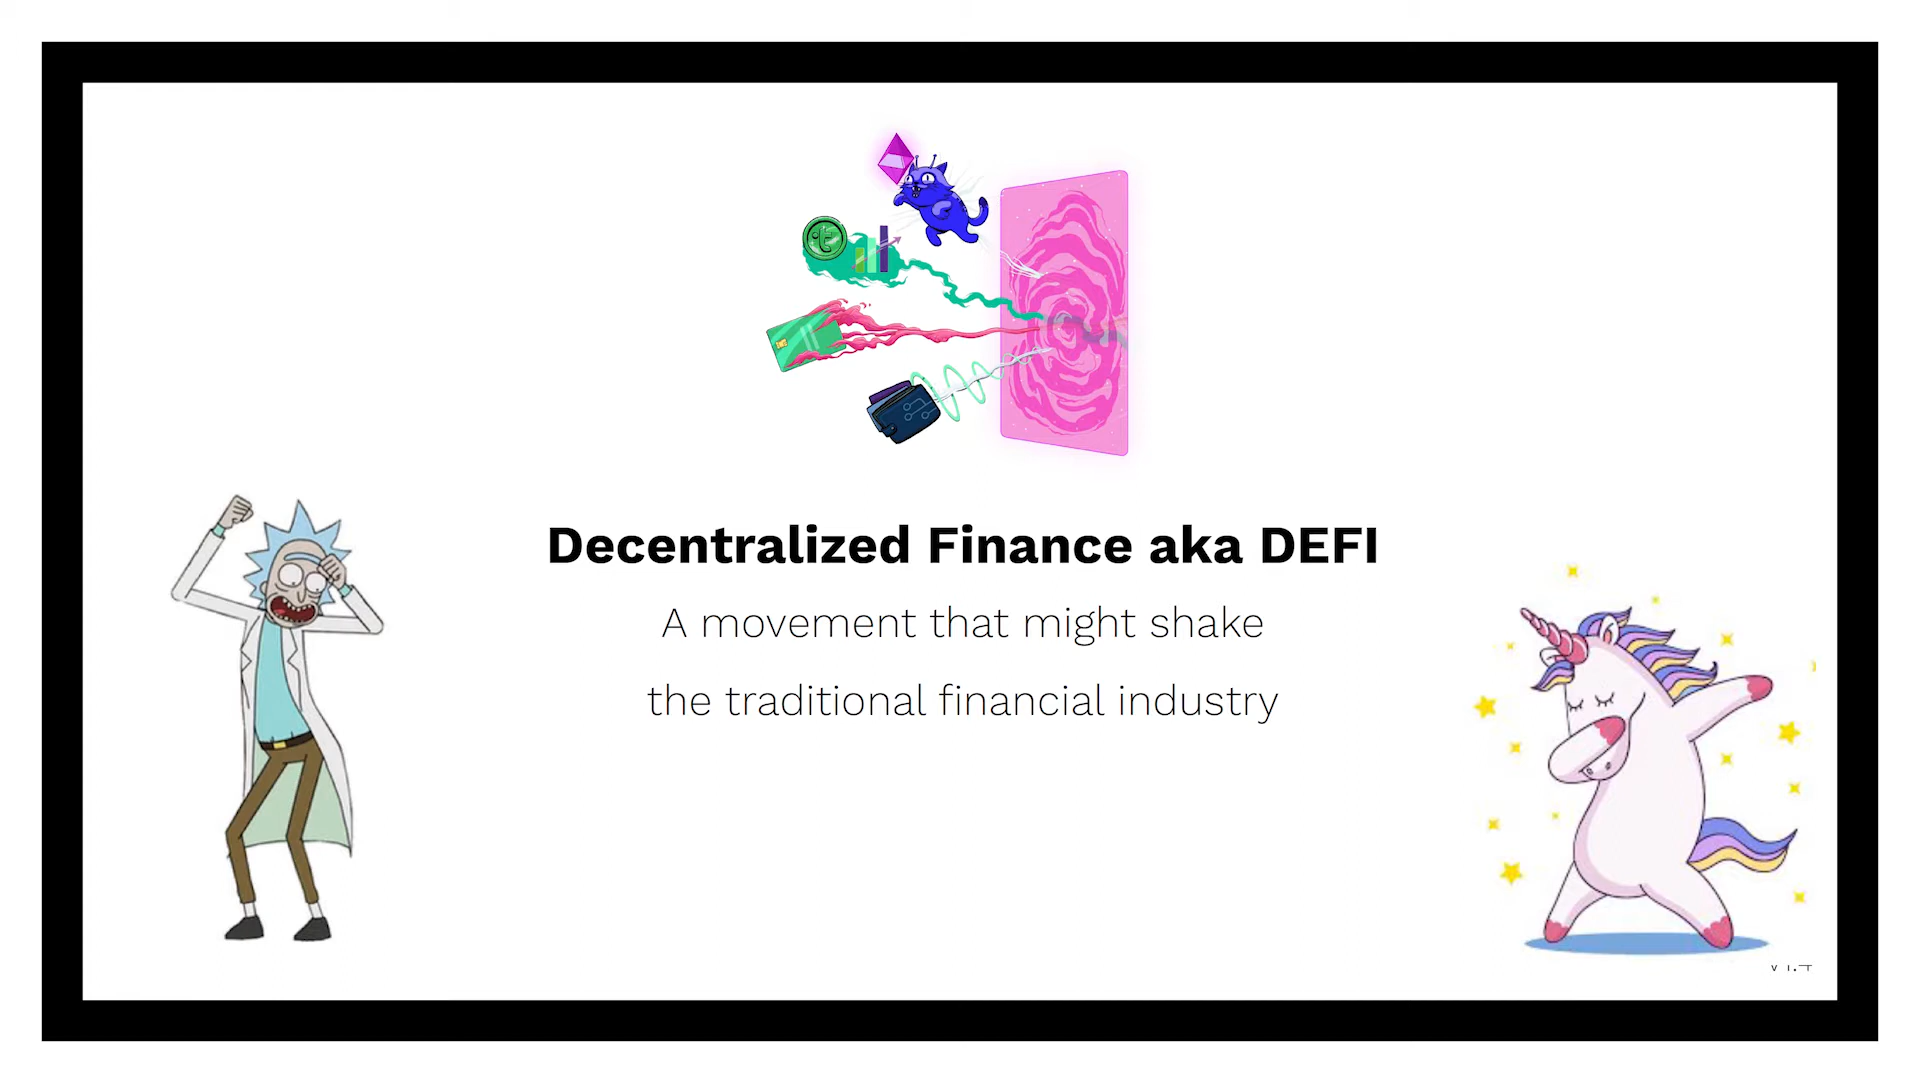 Decentralized Finance aka DEFI
A movement that might shake
the traditional financial industry